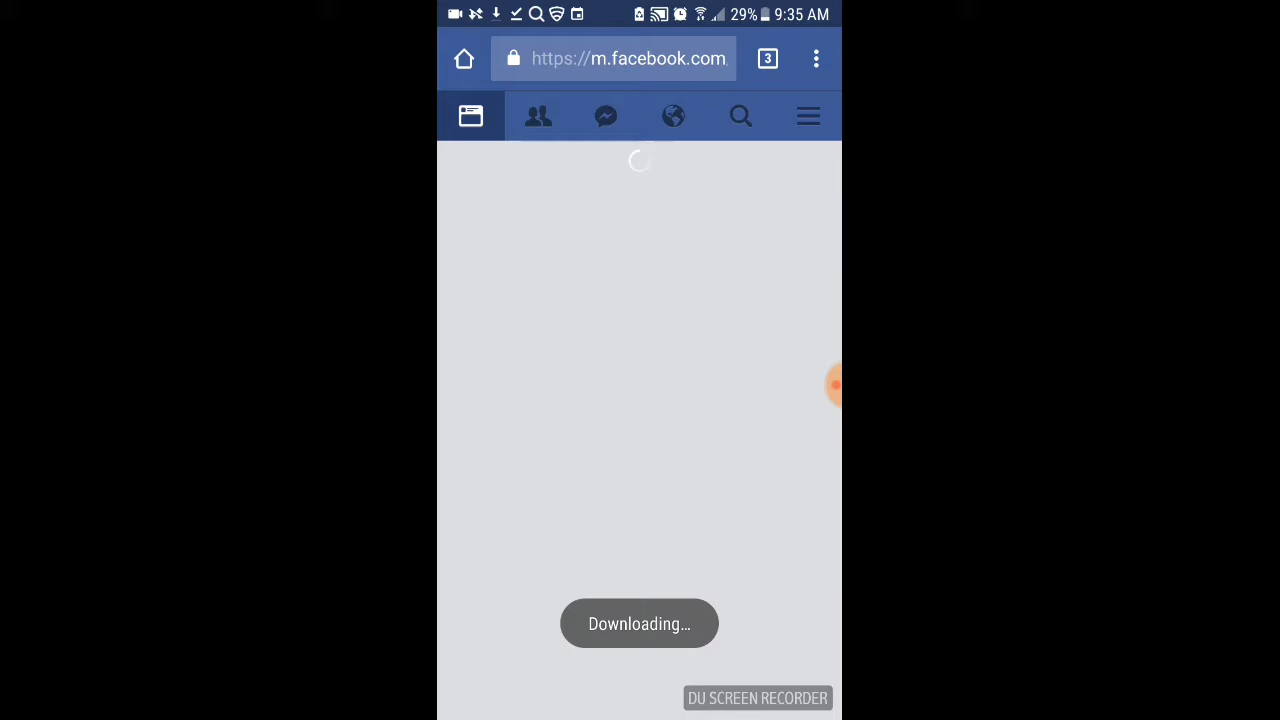 29% 9:35 AM
https://m.facebook.com/
3
Downloading...
DU SCREEN RECORDER